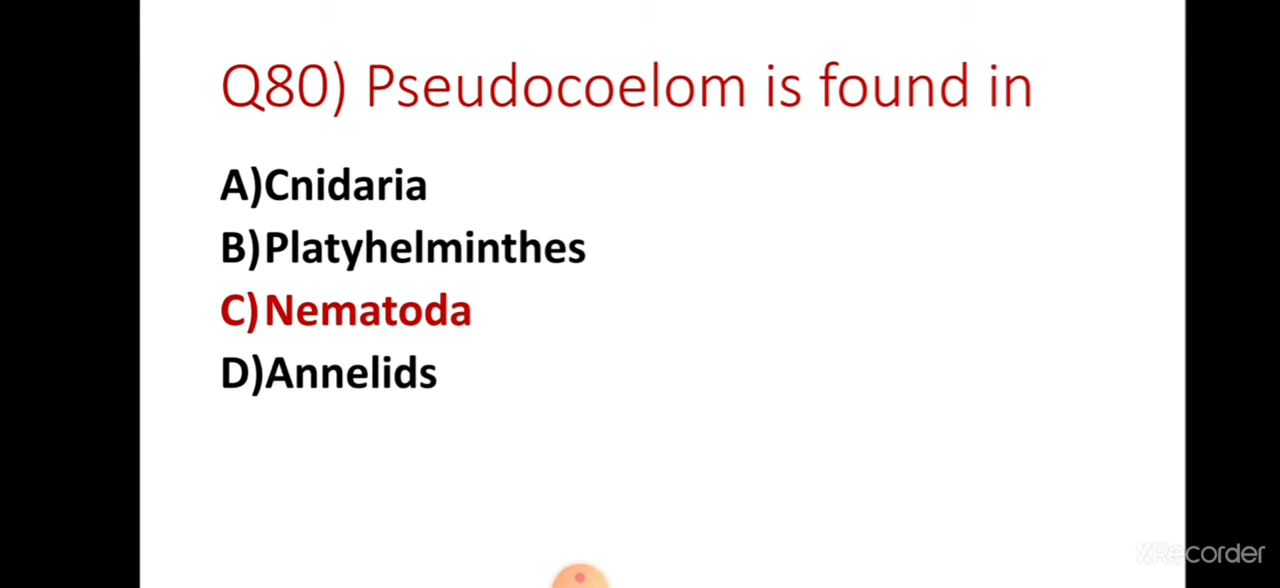 Q80) Pseudocoelom is found in
A)Cnidaria
B)Platyhelminthes
C)Nematoda
D)Annelids
XRecorder